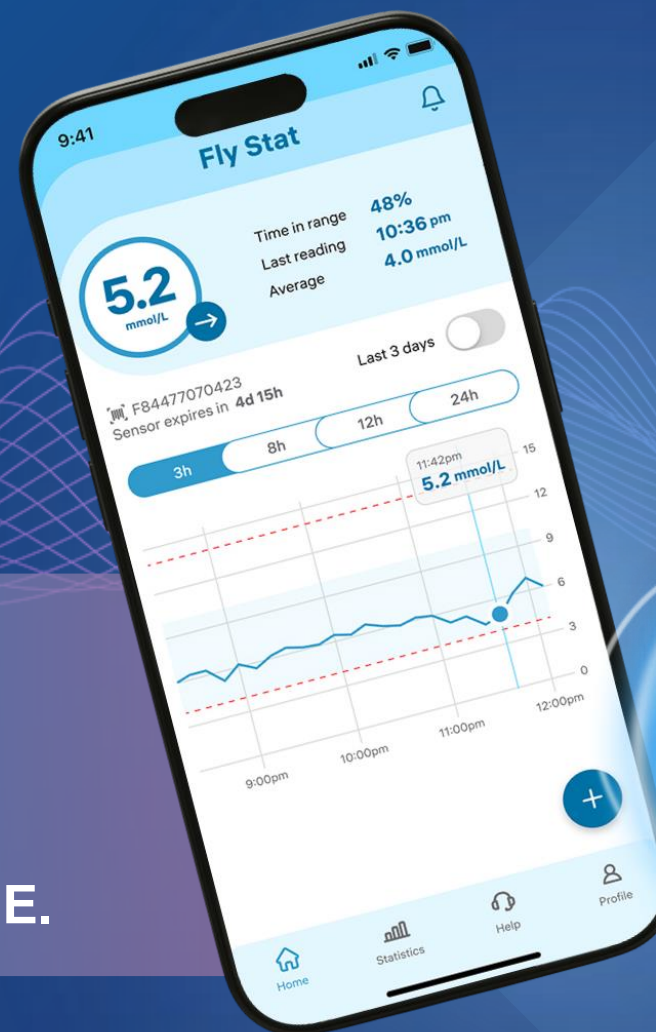 9:41
Fly Stat
5.2
mmol/L
Time in range 48%
Last reading 10:36 pm
Average 4.0 mmol/L
F84477070423
Sensor expires in 4d 15h
Last 3 days
3h 8h 12h 24h
11:42pm
5.2 mmol/L
15
12
9
6
3
0
9:00pm 10:00pm 11:00pm 12:00pm
E.
Home Statistics Help Profile